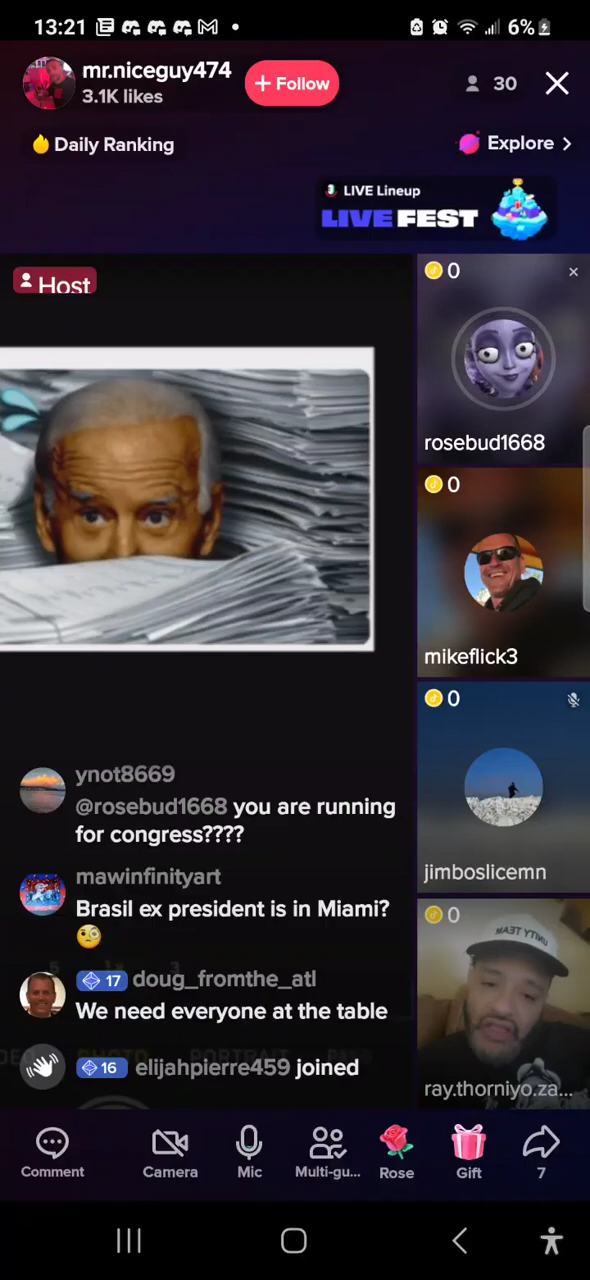 13:21
6%
mr.niceguy474
3.1K likes
+ Follow
30
Daily Ranking
Explore >
LIVE Lineup
LIVE FEST
Host
0
rosebud1668
0
mikeflick3
0
jimboslicemn
0
UNITY TEAM
ray.thorniyo.za...
ynot8669
@rosebud1668 you are running
for congress????
mawinfinityart
Brasil ex president is in Miami?
17 doug_fromthe_atl
We need everyone at the table
16 elijahpierre459 joined
Comment
Camera
Mic
Multi-gu...
Rose
Gift
7